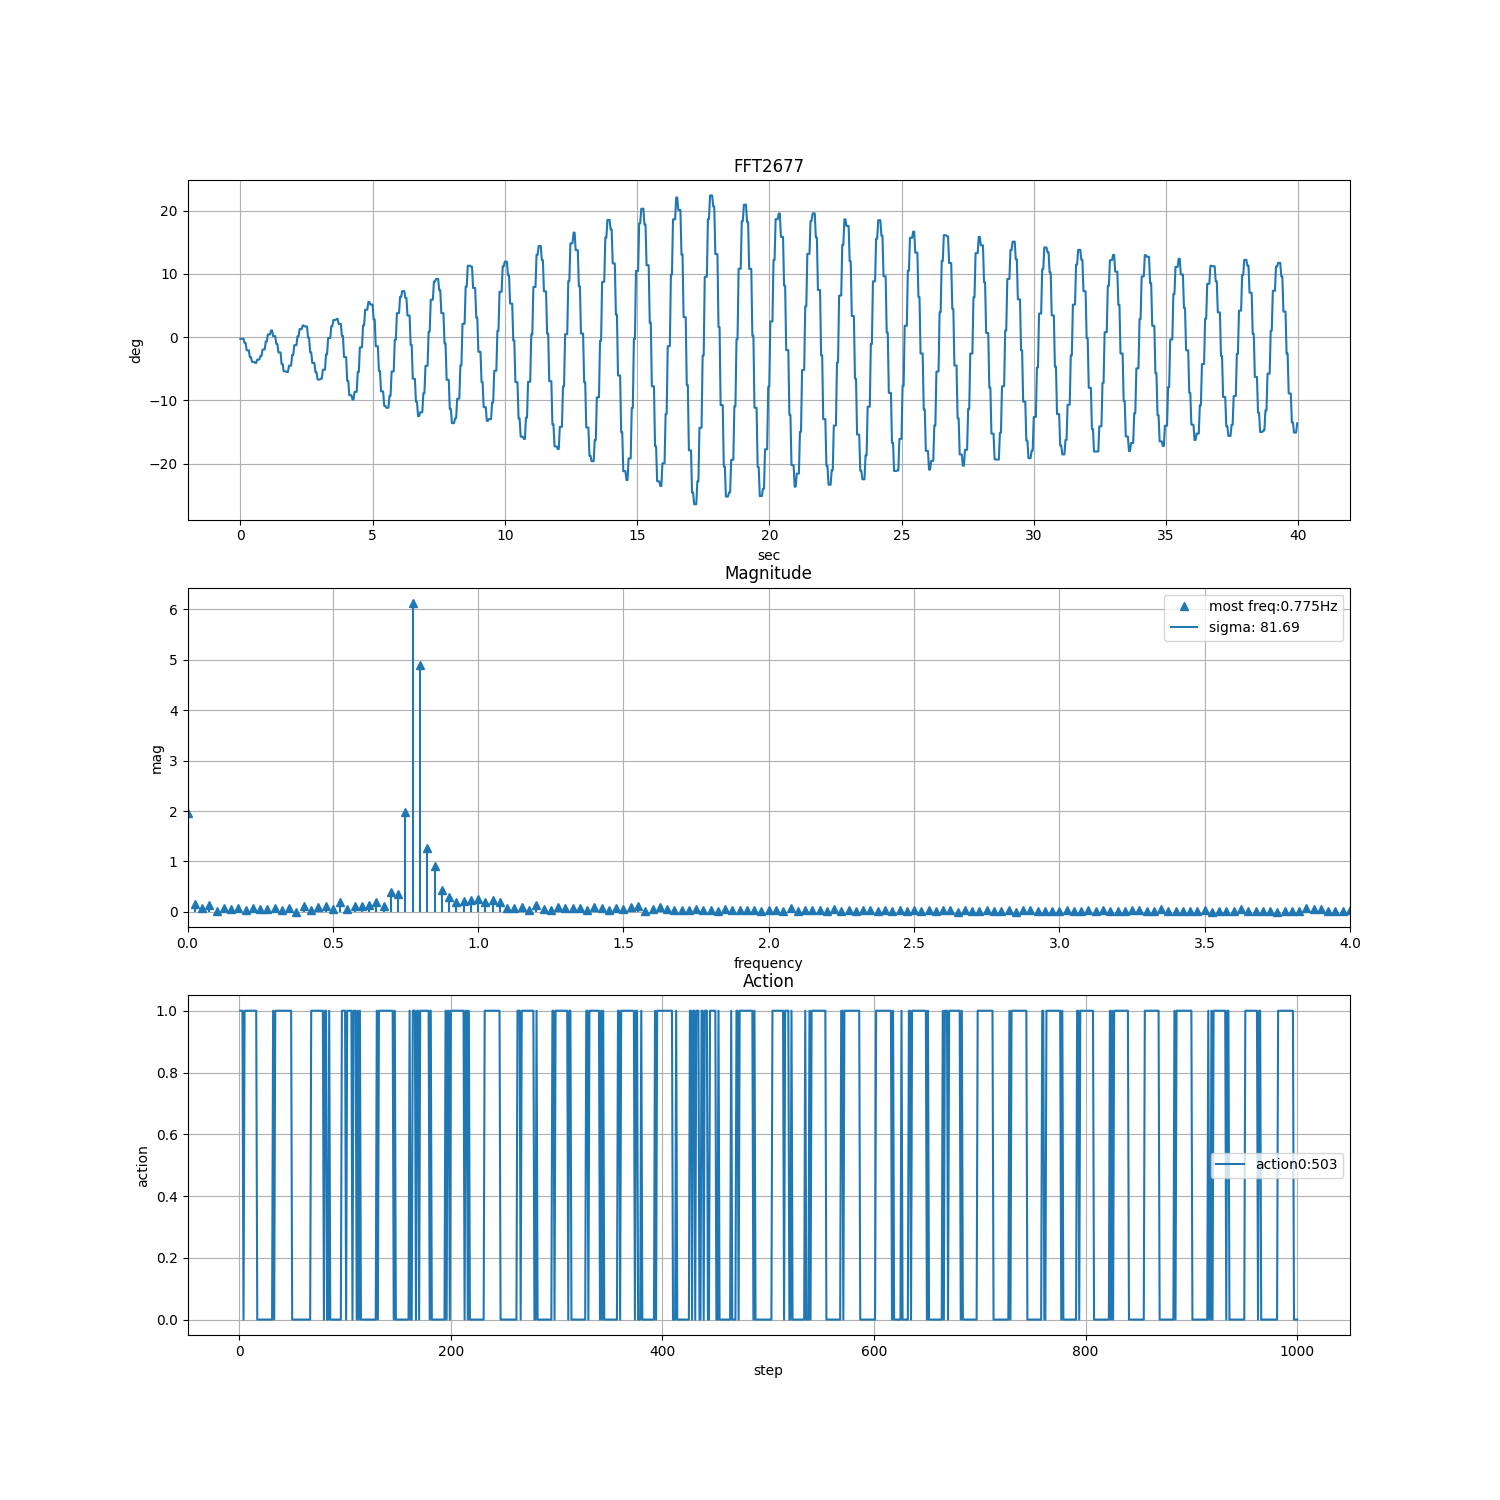 FFT2677
20
10
0
−10
−20
deg
0 5 10 15 20 25 30 35 40
sec
Magnitude
6
5
4
3
2
1
0
mag
most freq:0.775Hz
sigma: 81.69
0.0 0.5 1.0 1.5 2.0 2.5 3.0 3.5 4.0
frequency
Action
1.0
0.8
0.6
0.4
0.2
0.0
action
action0:503
0 200 400 600 800 1000
step